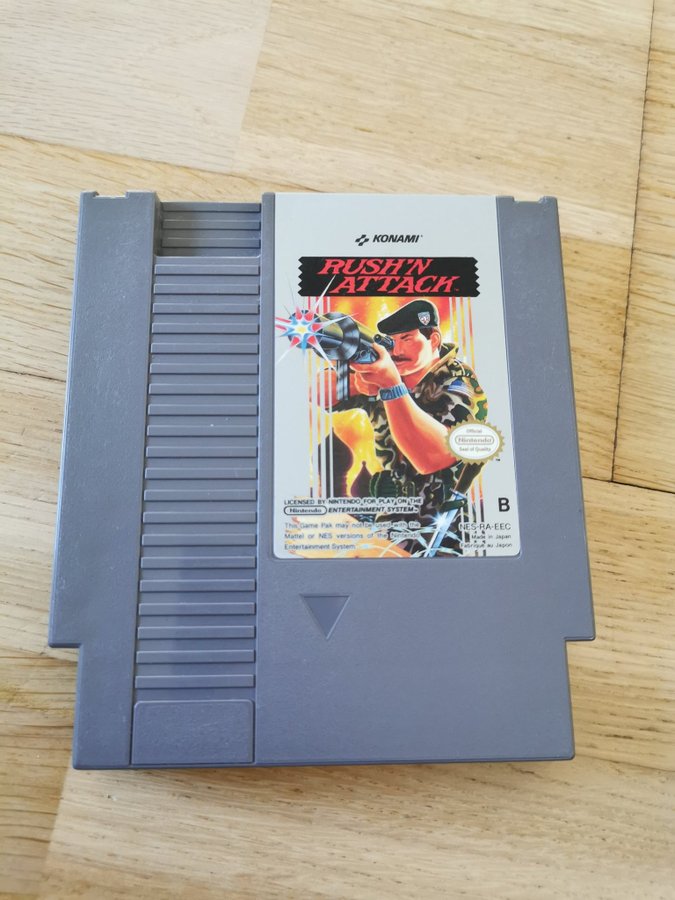 KONAMI®
RUSH'N
ATTACK™
Official
Nintendo
Seal of Quality
LICENSED BY NINTENDO FOR PLAY ON THE
Nintendo ENTERTAINMENT SYSTEM
B
This Game Pak may not be used with the
Mattel or NES versions of the Nintendo
Entertainment System.
NES-RA-EEC
Made in Japan
Fabriqué au Japon